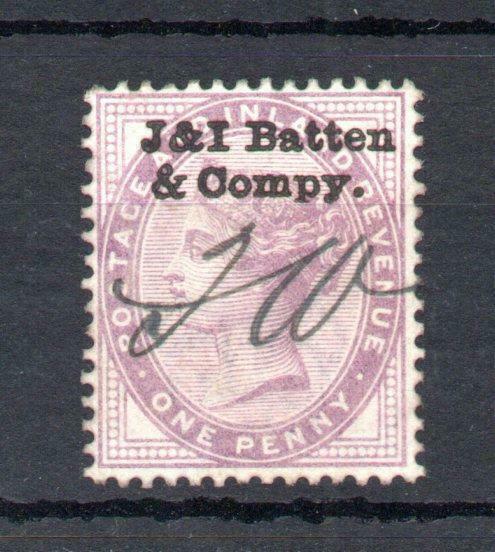 J&I Batten
& Compy.
POSTAGE AND INLAND REVENUE
ONE PENNY